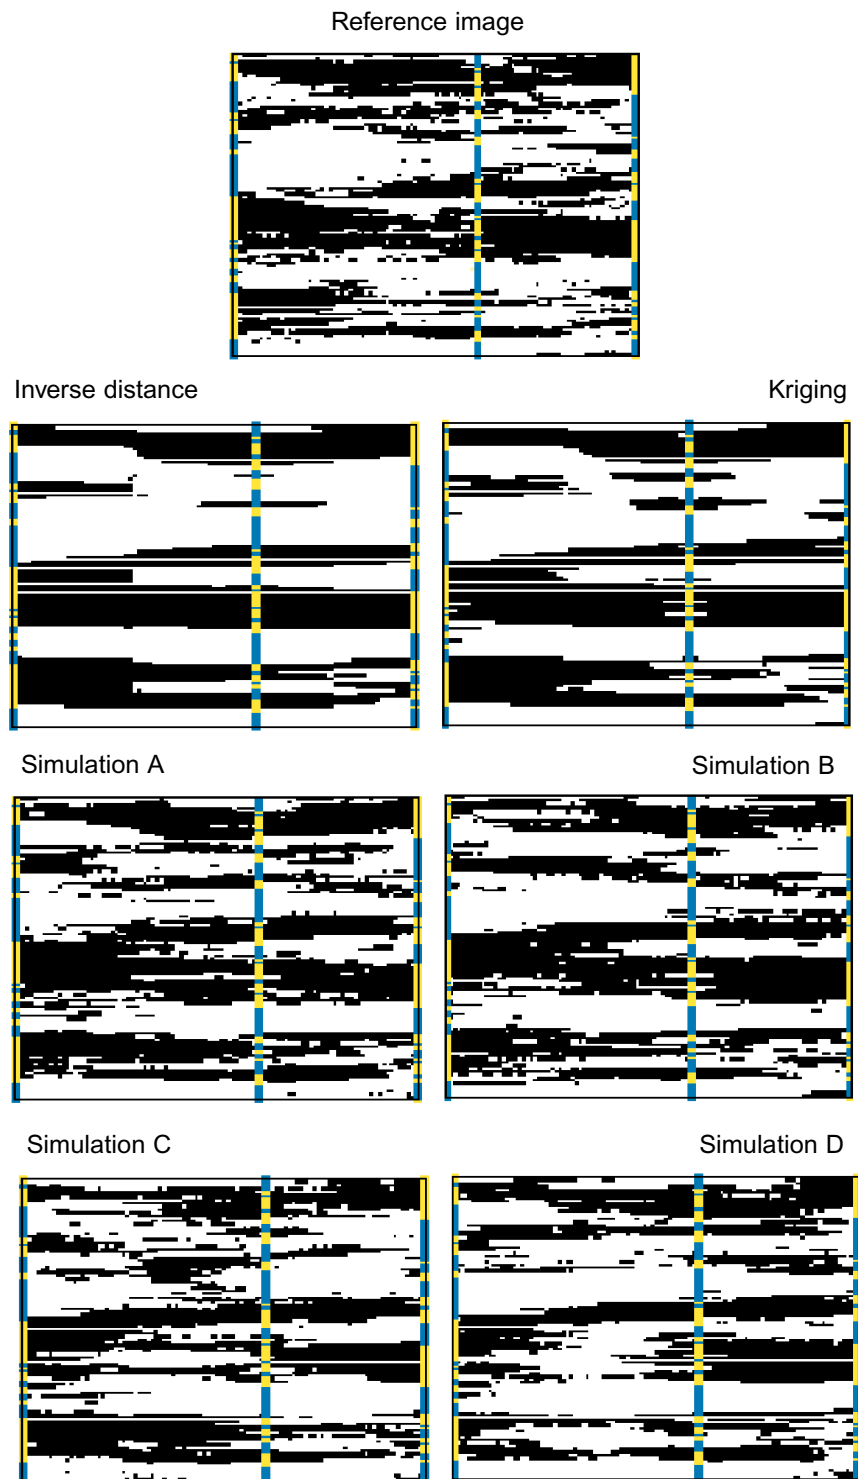 Reference image
Inverse distance
Kriging
Simulation A
Simulation B
Simulation C
Simulation D